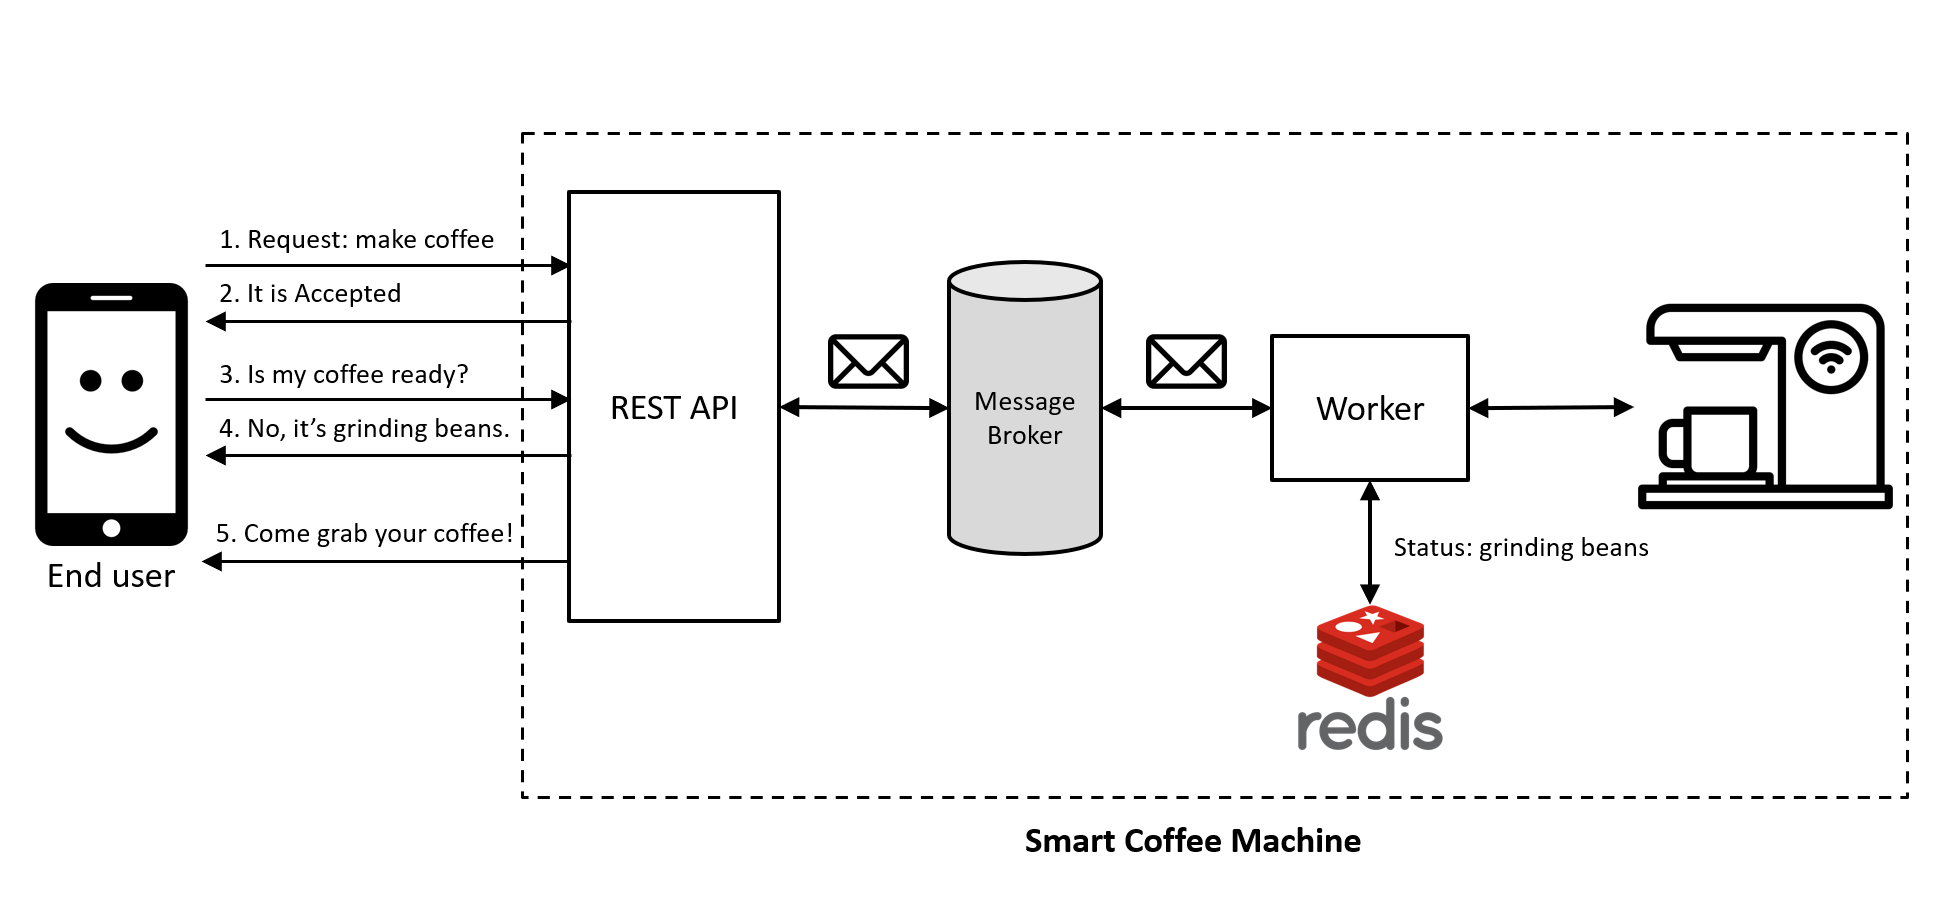 1. Request: make coffee
2. It is Accepted
3. Is my coffee ready?
4. No, it's grinding beans.
5. Come grab your coffee!
End user
REST API
Message
Broker
Worker
Status: grinding beans
redis
Smart Coffee Machine